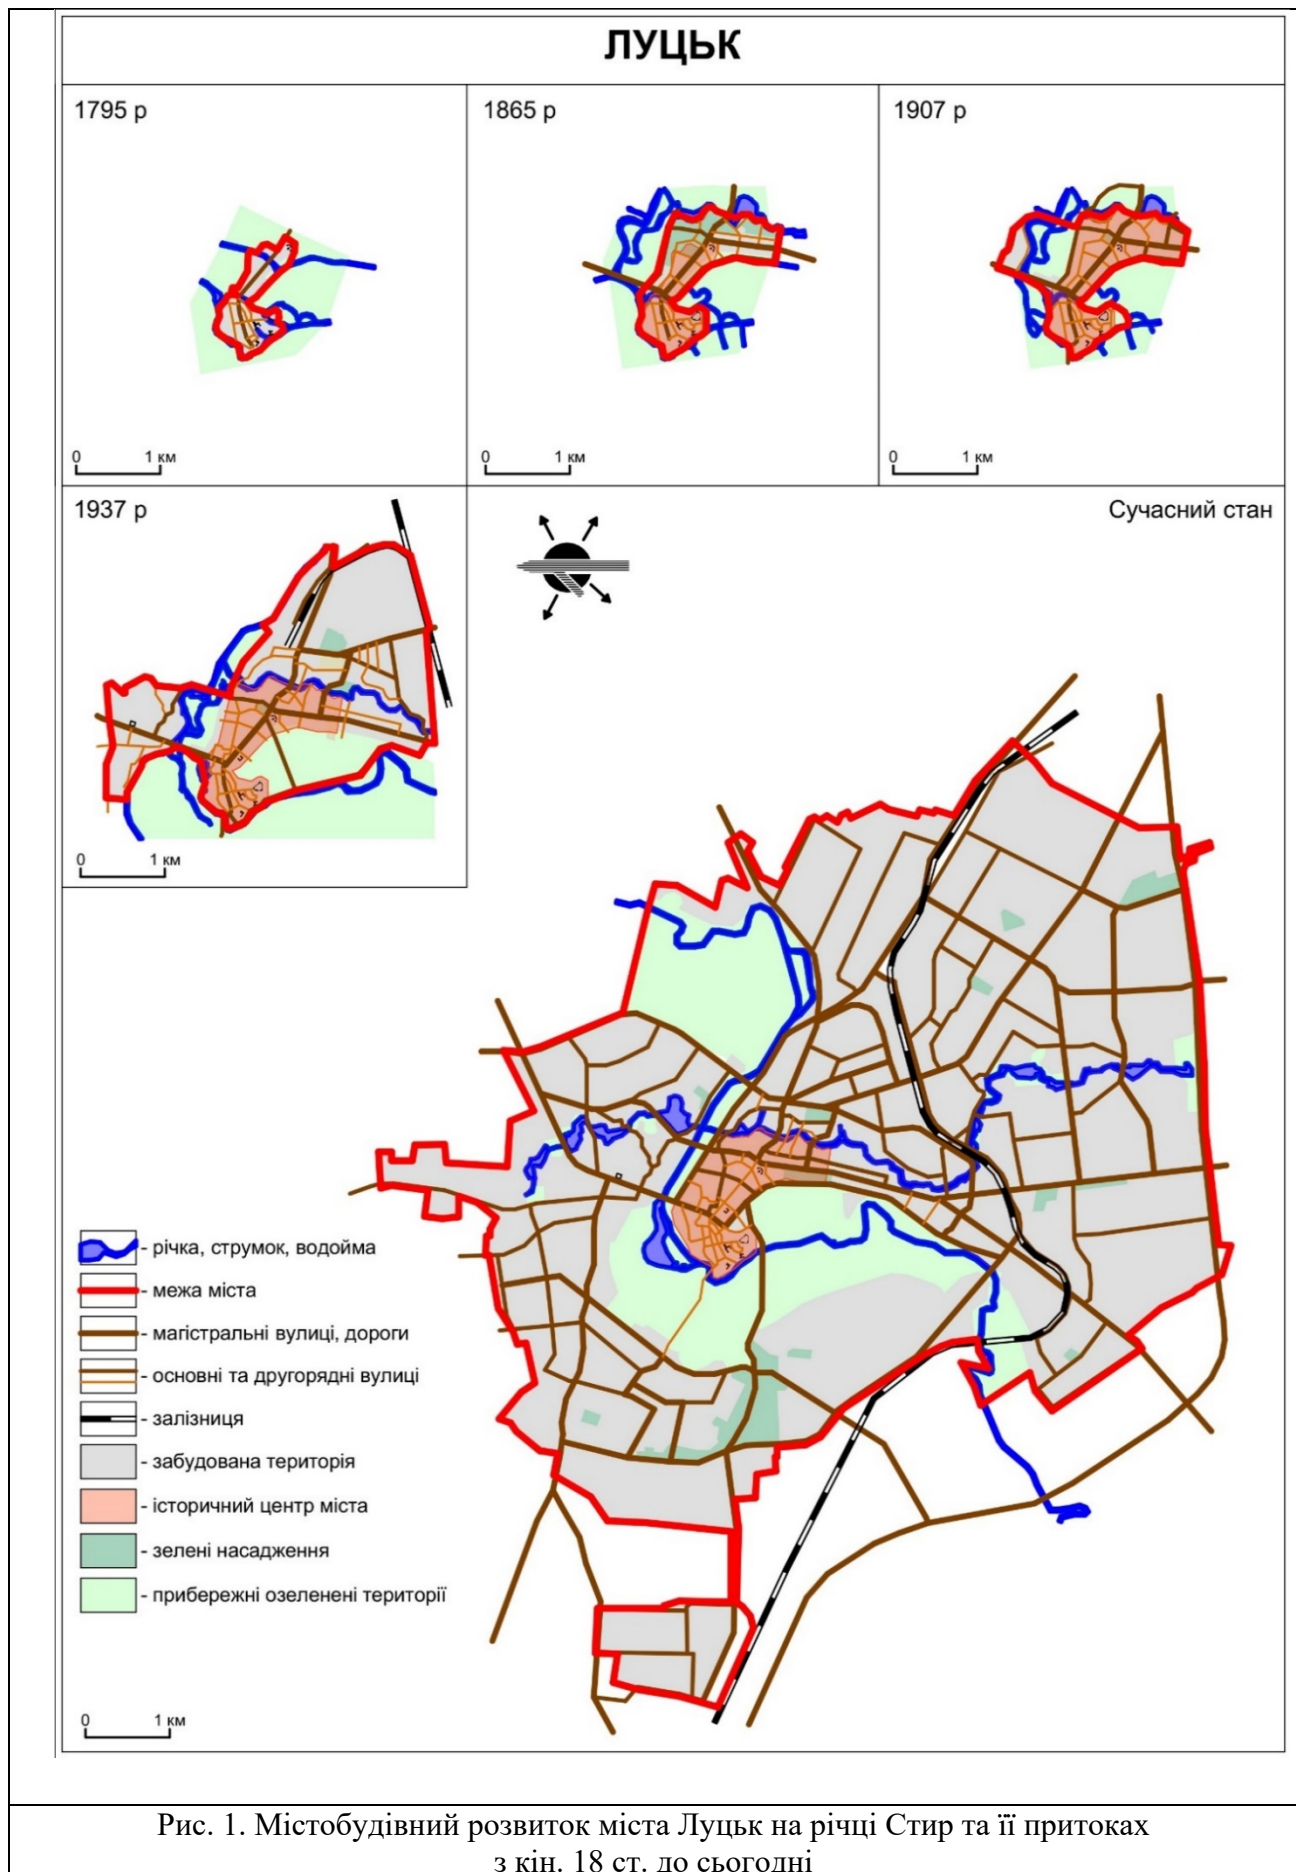 ЛУЦЬК
1795 р
1865 р
1907 р
0 1 км
0 1 км
0 1 км
1937 р
Сучасний стан
0 1 км
- річка, струмок, водойма
- межа міста
- магістральні вулиці, дороги
- основні та другорядні вулиці
- залізниця
- забудована територія
- історичний центр міста
- зелені насадження
- прибережні озеленені території
0 1 км
Рис. 1. Містобудівний розвиток міста Луцьк на річці Стир та її притоках
з кін. 18 ст. до сьогодні